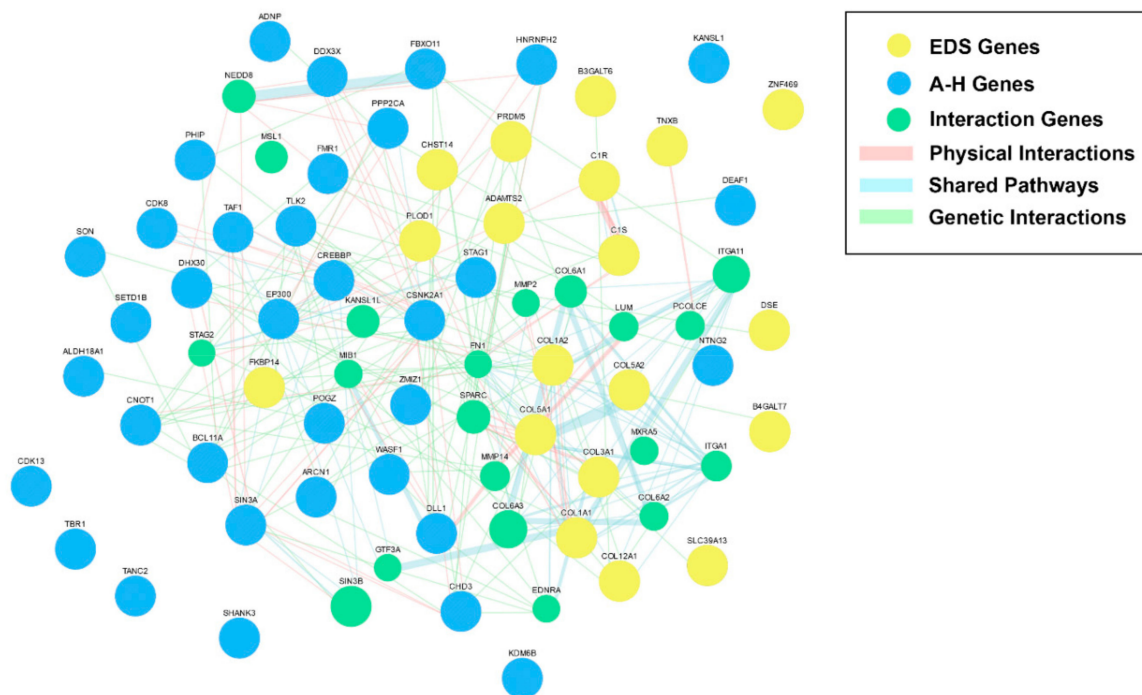 ADNP
DDX3X
FBXO11
HNRNPH2
KANSL1
NEDD8
B3GALT6
ZNF469
PPP2CA
PRDM5
TNXB
MSL1
PHIP
CHST14
C1R
FMR1
DEAF1
CDK8
TAF1
TLK2
ADAMTS2
PLOD1
SON
C1S
DHX30
CREBBP
STAG1
ITGA11
COL6A1
MMP2
SETD1B
EP300
KANSL1L
CSNK2A1
LUM
PCOLCE
DSE
STAG2
FN1
COL1A2
NTNG2
ALDH18A1
FKBP14
MIB1
COL5A2
ZMIZ1
SPARC
B4GALT7
CNOT1
POGZ
COL5A1
MXRA5
BCL11A
WASF1
MMP14
COL3A1
ITGA1
CDK13
ARCN1
COL6A3
COL6A2
SIN3A
DLL1
COL1A1
TBR1
SLC39A13
GTF3A
COL12A1
TANC2
SIN3B
CHD3
EDNRA
SHANK3
KDM6B
EDS Genes
A-H Genes
Interaction Genes
Physical Interactions
Shared Pathways
Genetic Interactions